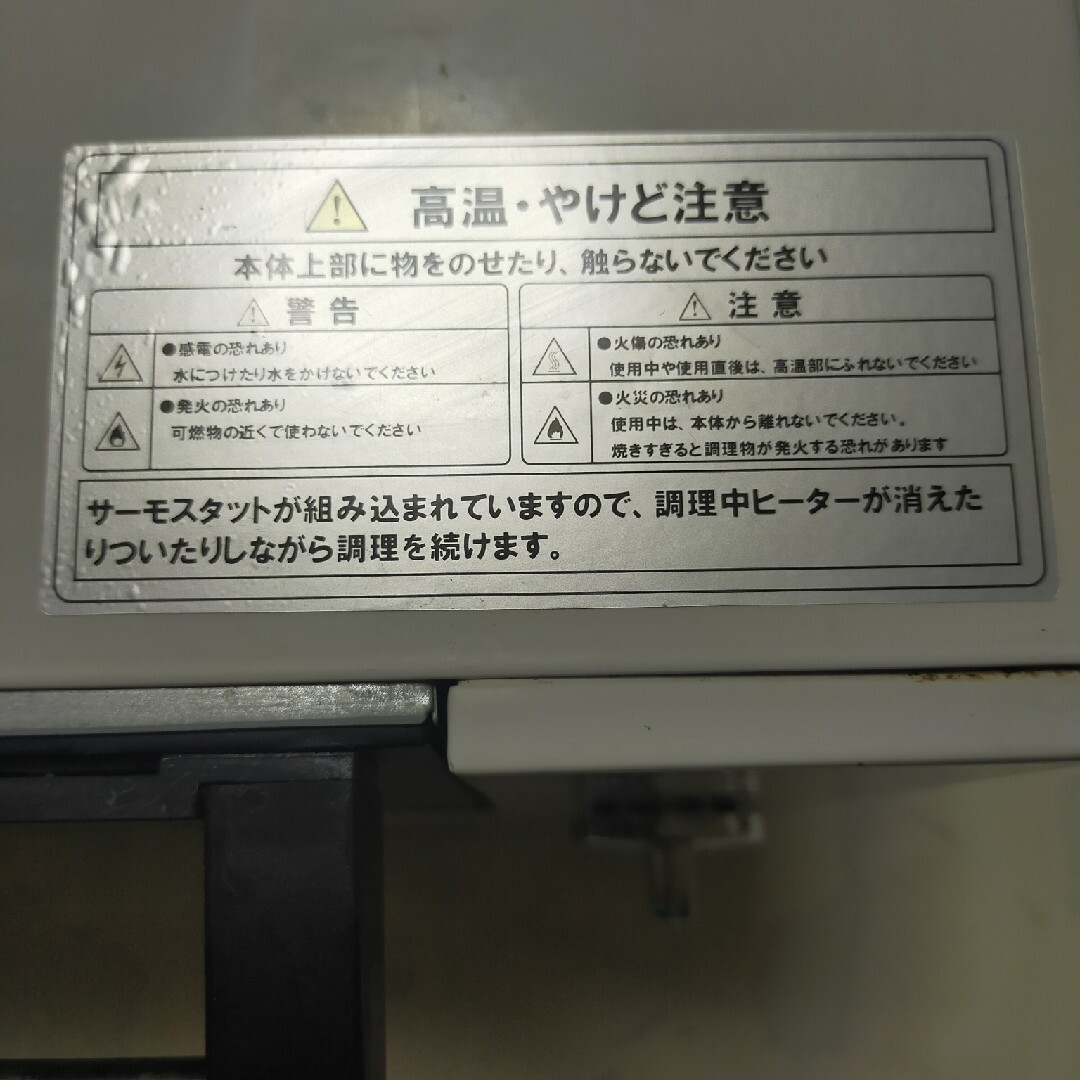 高温・やけど注意
本体上部に物をのせたり、触らないでください
警告
●感電の恐れあり
水につけたり水をかけないでください
●発火の恐れあり
可燃物の近くで使わないでください
注意
●火傷の恐れあり
使用中や使用直後は、高温部にふれないでください
●火災の恐れあり
使用中は、本体から離れないでください。
焼きすぎると調理物が発火する恐れがあります
サーモスタットが組み込まれていますので、調理中ヒーターが消えた
りついたりしながら調理を続けます。